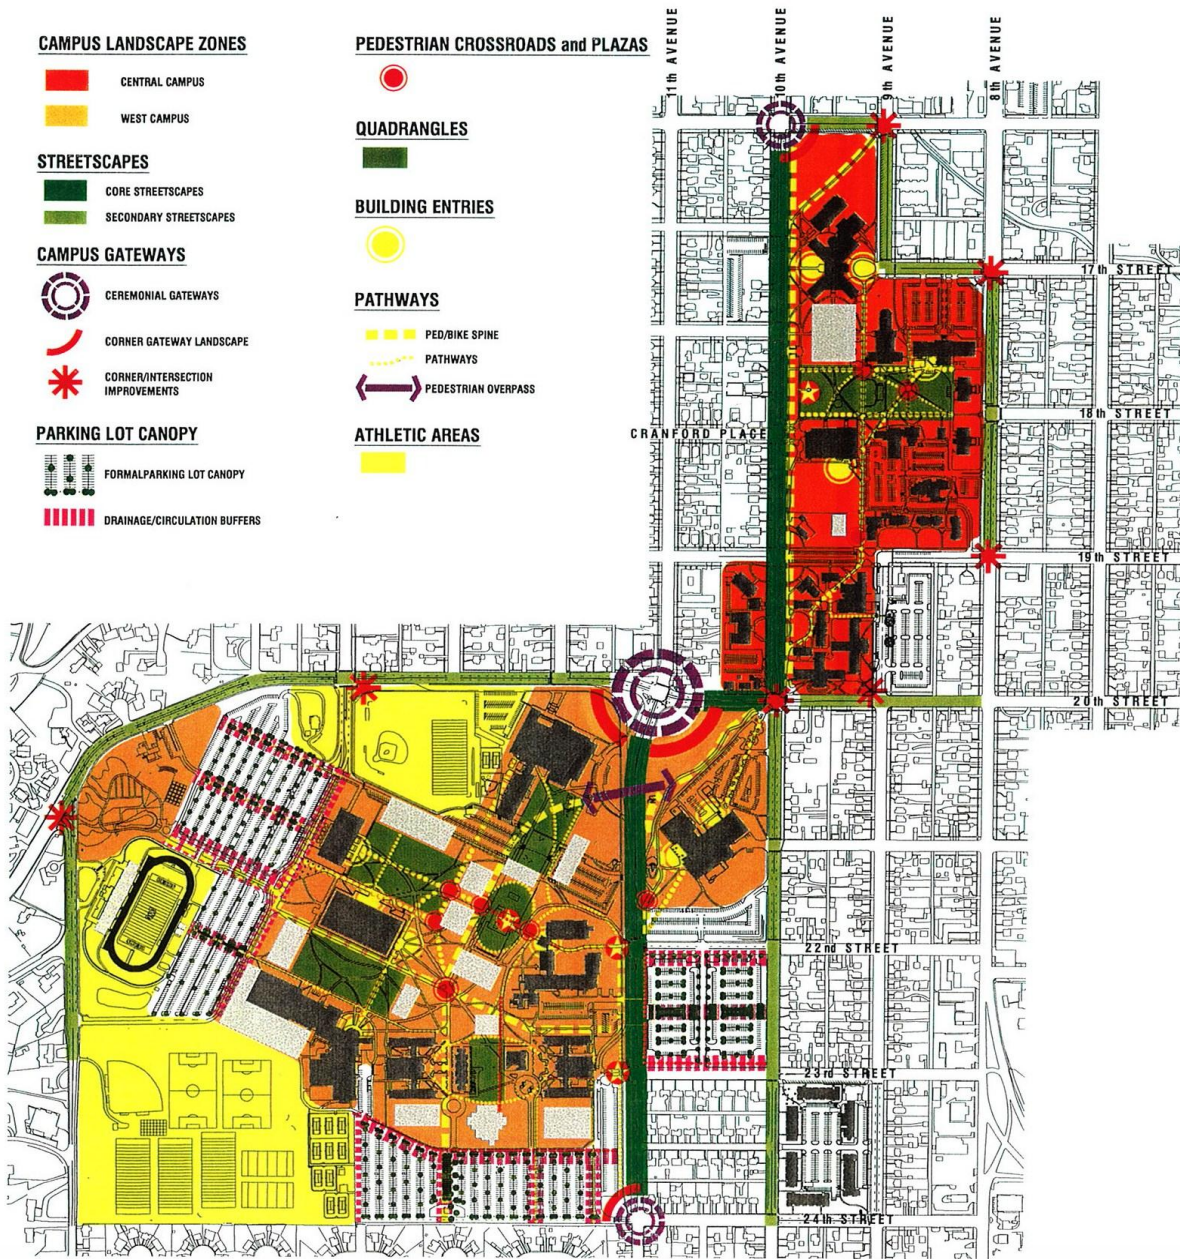 CAMPUS LANDSCAPE ZONES
CENTRAL CAMPUS
WEST CAMPUS
STREETSCAPES
CORE STREETSCAPES
SECONDARY STREETSCAPES
CAMPUS GATEWAYS
CEREMONIAL GATEWAYS
CORNER GATEWAY LANDSCAPE
CORNER/INTERSECTION
IMPROVEMENTS
PARKING LOT CANOPY
FORMALPARKING LOT CANOPY
DRAINAGE/CIRCULATION BUFFERS
PEDESTRIAN CROSSROADS and PLAZAS
QUADRANGLES
BUILDING ENTRIES
PATHWAYS
PED/BIKE SPINE
PATHWAYS
PEDESTRIAN OVERPASS
ATHLETIC AREAS
11th AVENUE
10th AVENUE
9th AVENUE
8th AVENUE
17th STREET
18th STREET
CRANFORD PLACE
19th STREET
20th STREET
22nd STREET
23rd STREET
24th STREET